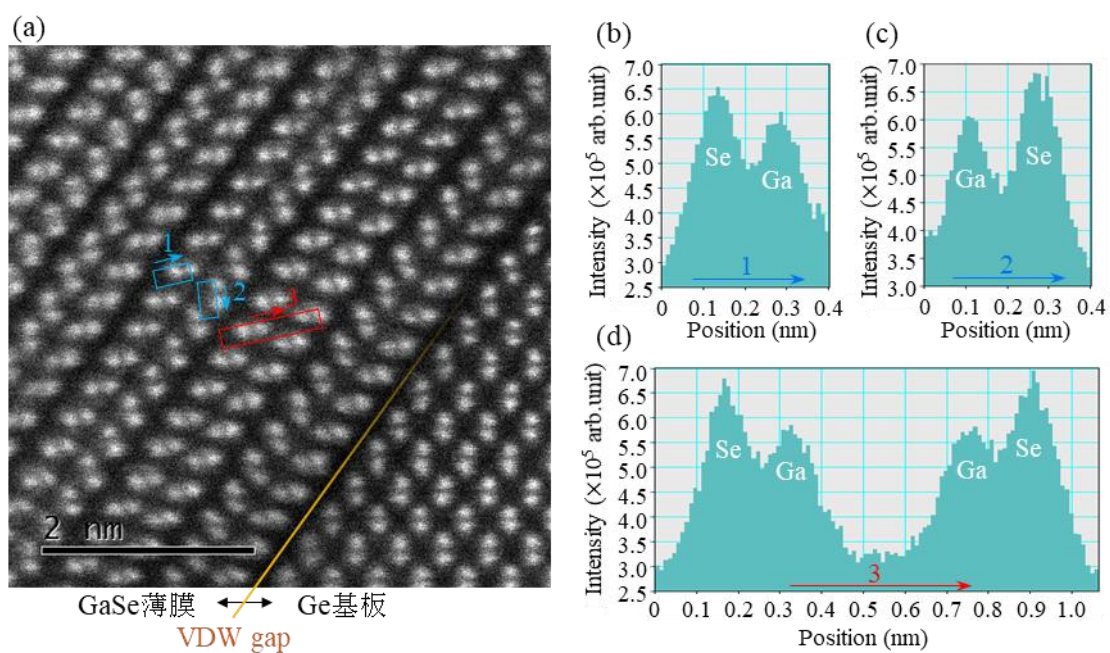 (a)
1
2
3
2 nm
GaSe薄膜
Ge基板
VDW gap
(b)
Intensity (×10⁵ arb.unit)
7.0
6.5
6.0
5.5
5.0
4.5
4.0
3.5
3.0
2.5
Se
Ga
1
0 0.1 0.2 0.3 0.4
Position (nm)
(c)
Intensity (×10⁵ arb.unit)
7.0
6.5
6.0
5.5
5.0
4.5
4.0
3.5
3.0
Ga
Se
2
0 0.1 0.2 0.3 0.4
Position (nm)
(d)
Intensity (×10⁵ arb.unit)
7.0
6.5
6.0
5.5
5.0
4.5
4.0
3.5
3.0
2.5
Se
Ga
Ga
Se
3
0 0.1 0.2 0.3 0.4 0.5 0.6 0.7 0.8 0.9 1.0
Position (nm)